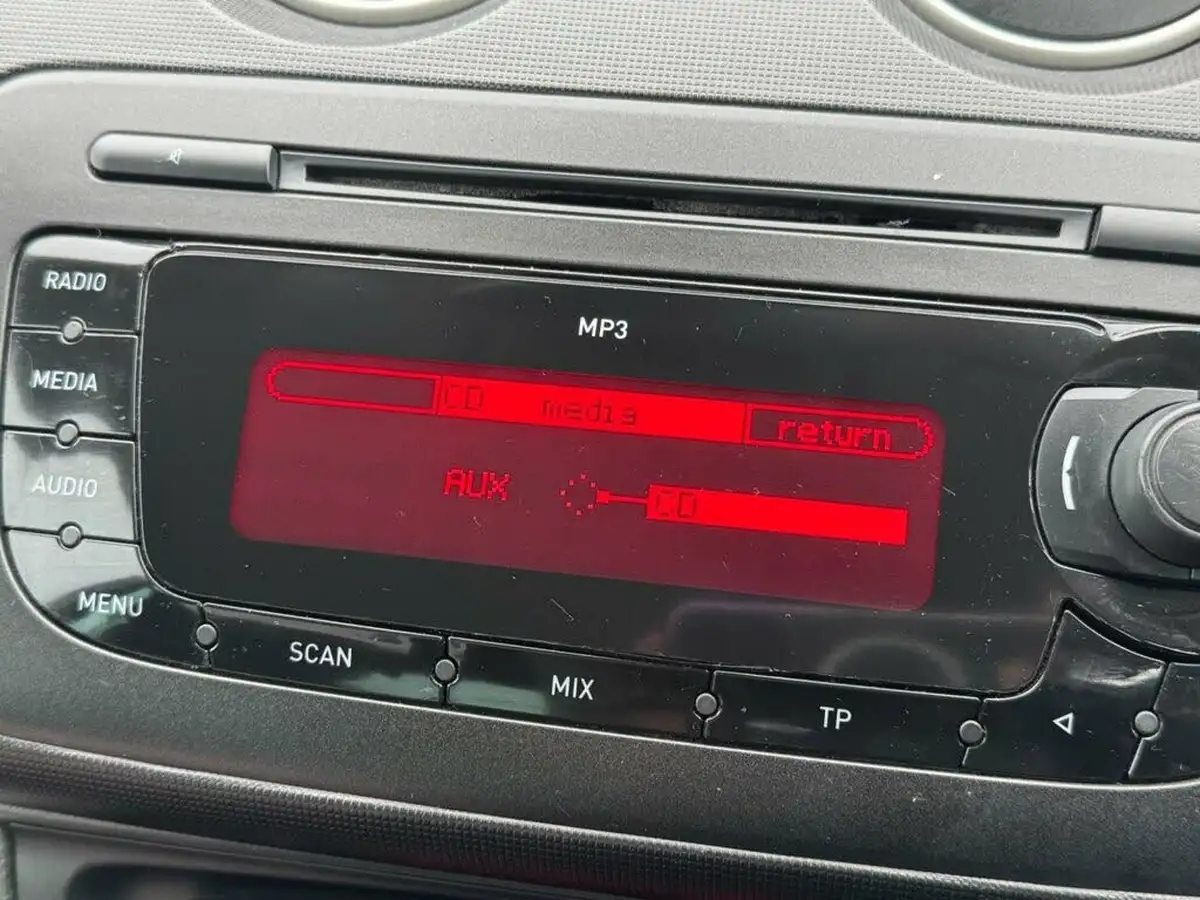 RADIO
MP3
MEDIA
CD media return
AUX CD
AUDIO
MENU
SCAN
MIX
TP